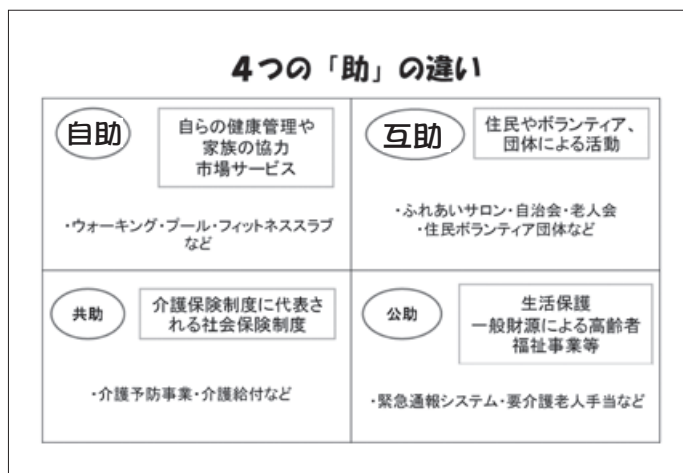 4つの「助」の違い
自助
自らの健康管理や
家族の協力
市場サービス
・ウォーキング・プール・フィットネススラブ
など
互助
住民やボランティア、
団体による活動
・ふれあいサロン・自治会・老人会
・住民ボランティア団体など
共助
介護保険制度に代表さ
れる社会保険制度
・介護予防事業・介護給付など
公助
生活保護
一般財源による高齢者
福祉事業等
・緊急通報システム・要介護老人手当など